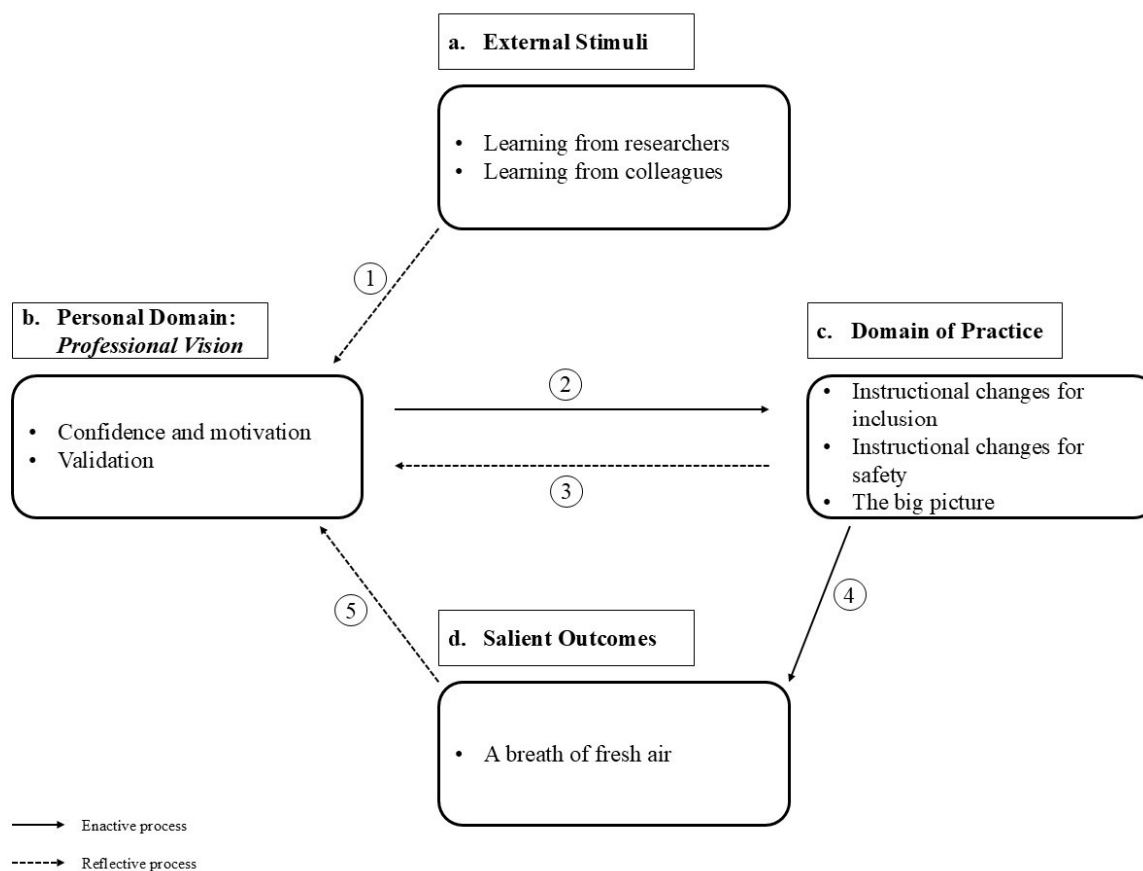 a. External Stimuli
• Learning from researchers
• Learning from colleagues
1
b. Personal Domain:
Professional Vision
c. Domain of Practice
• Confidence and motivation
• Validation
2
3
• Instructional changes for
inclusion
• Instructional changes for
safety
• The big picture
4
5
d. Salient Outcomes
• A breath of fresh air
Enactive process
Reflective process